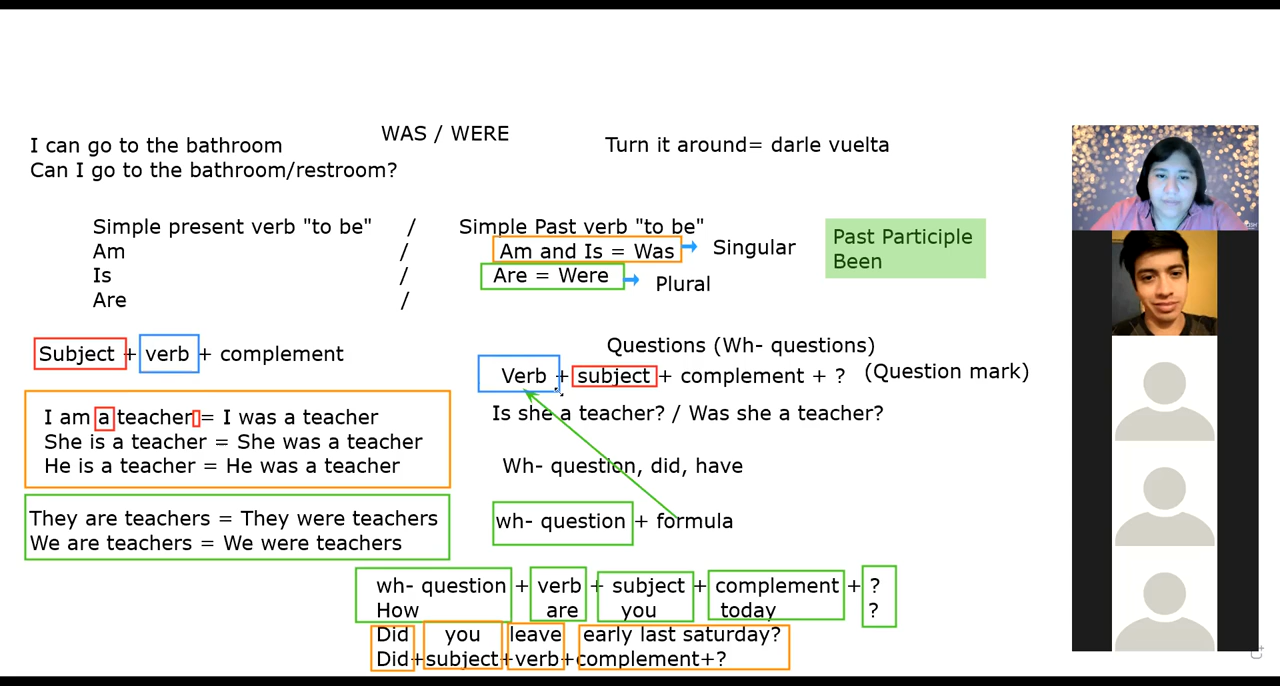 WAS / WERE
I can go to the bathroom
Can I go to the bathroom/restroom?
Turn it around= darle vuelta
Simple present verb "to be" /
Am /
Is /
Are /
Simple Past verb "to be"
Am and Is = Was
Singular
Are = Were
Plural
Past Participle
Been
Subject + verb + complement
I am a teacher = I was a teacher
She is a teacher = She was a teacher
He is a teacher = He was a teacher
They are teachers = They were teachers
We are teachers = We were teachers
Questions (Wh- questions)
Verb + subject + complement + ? (Question mark)
Is she a teacher? / Was she a teacher?
Wh- question, did, have
wh- question + formula
wh- question + verb + subject + complement + ?
How are you today ?
Did you leave early last saturday?
Did+subject+verb+complement+?